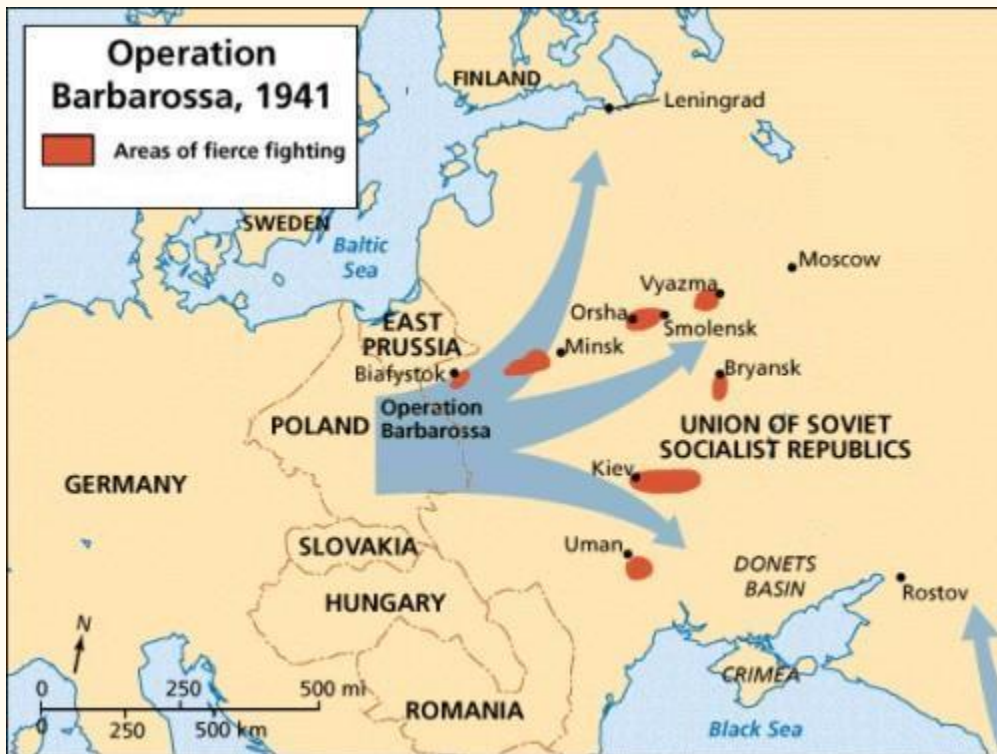 Operation
Barbarossa, 1941
Areas of fierce fighting
FINLAND
Leningrad
SWEDEN
Baltic
Sea
Moscow
Vyazma
Orsha
Smolensk
EAST
PRUSSIA
Minsk
Biafystok
Bryansk
POLAND
Operation
Barbarossa
UNION OF SOVIET
SOCIALIST REPUBLICS
GERMANY
Kiev
SLOVAKIA
Uman
DONETS
BASIN
HUNGARY
Rostov
N
CRIMEA
0 250 500 mi
0 250 500 km
ROMANIA
Black Sea